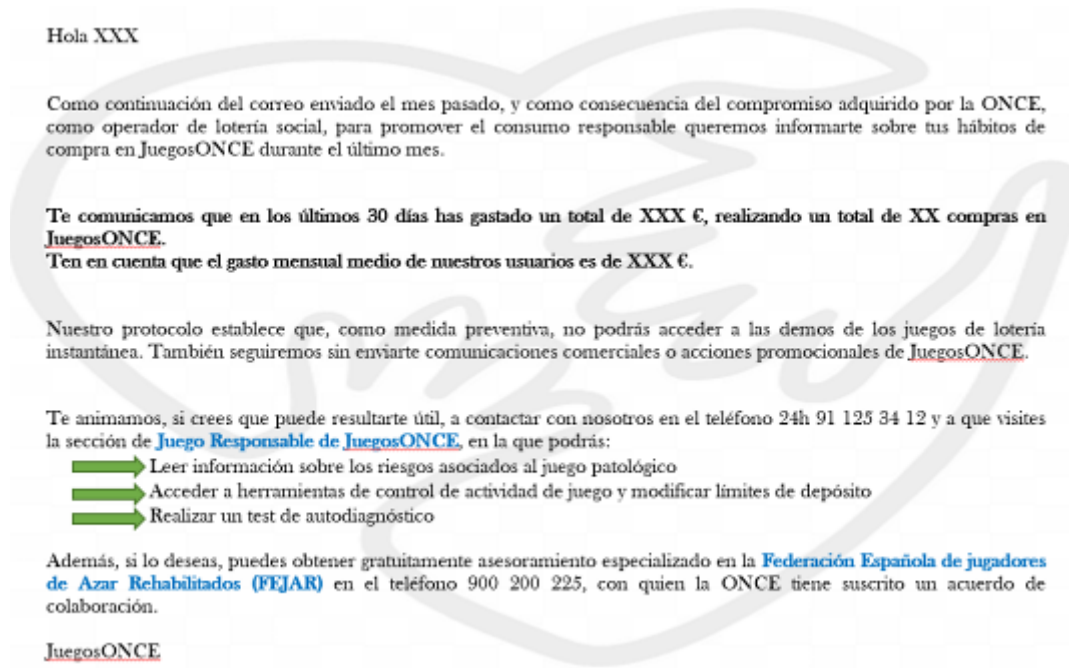 Hola XXX
Como continuación del correo enviado el mes pasado, y como consecuencia del compromiso adquirido por la ONCE,
como operador de lotería social, para promover el consumo responsable queremos informarte sobre tus hábitos de
compra en JuegosONCE durante el último mes.
Te comunicamos que en los últimos 30 días has gastado un total de XXX €, realizando un total de XX compras en
JuegosONCE.
Ten en cuenta que el gasto mensual medio de nuestros usuarios es de XXX €.
Nuestro protocolo establece que, como medida preventiva, no podrás acceder a las demos de los juegos de lotería
instantánea. También seguiremos sin enviarte comunicaciones comerciales o acciones promocionales de JuegosONCE.
Te animamos, si crees que puede resultarte útil, a contactar con nosotros en el teléfono 24h 91 125 34 12 y a que visites
la sección de Juego Responsable de JuegosONCE, en la que podrás:
Leer información sobre los riesgos asociados al juego patológico
Acceder a herramientas de control de actividad de juego y modificar límites de depósito
Realizar un test de autodiagnóstico
Además, si lo deseas, puedes obtener gratuitamente asesoramiento especializado en la Federación Española de jugadores
de Azar Rehabilitados (FEJAR) en el teléfono 900 200 225, con quien la ONCE tiene suscrito un acuerdo de
colaboración.
JuegosONCE